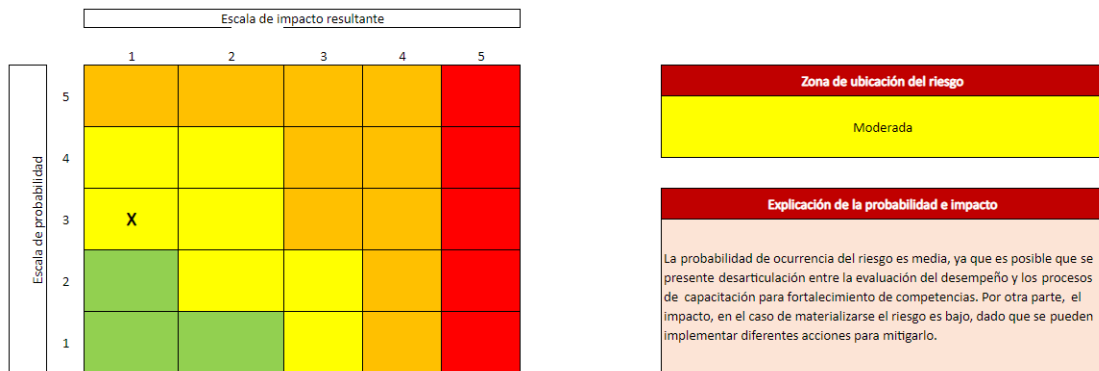 Escala de impacto resultante
1 2 3 4 5
Escala de probabilidad
5
4
3 X
2
1
Zona de ubicación del riesgo
Moderada
Explicación de la probabilidad e impacto
La probabilidad de ocurrencia del riesgo es media, ya que es posible que se
presente desarticulación entre la evaluación del desempeño y los procesos
de capacitación para fortalecimiento de competencias. Por otra parte, el
impacto, en el caso de materializarse el riesgo es bajo, dado que se pueden
implementar diferentes acciones para mitigarlo.